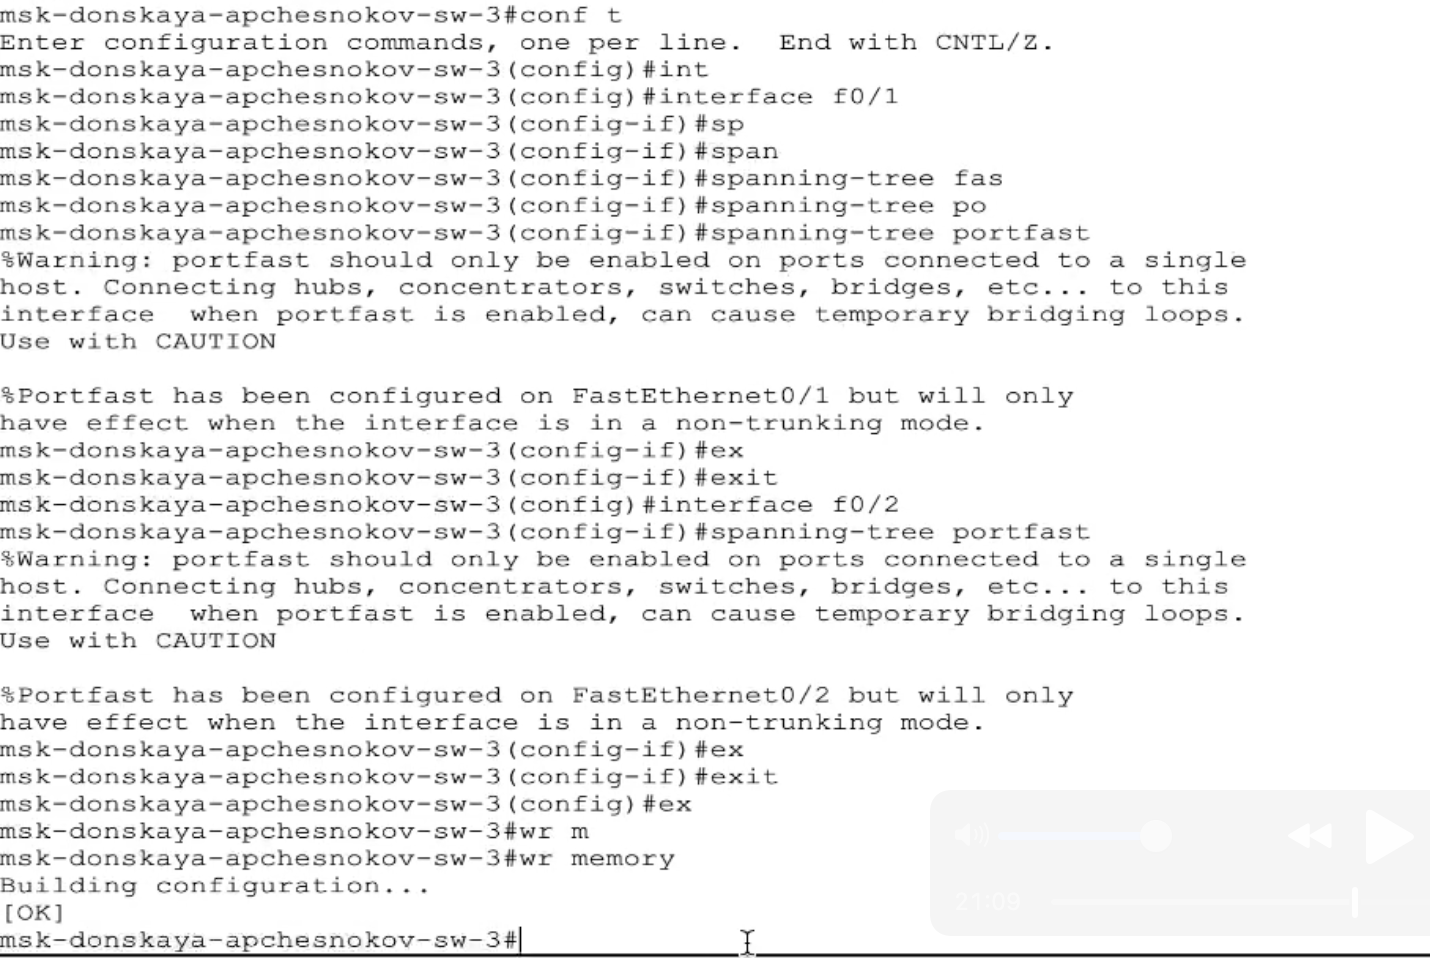 msk-donskaya-apchesnokov-sw-3#conf t
Enter configuration commands, one per line.  End with CNTL/Z.
msk-donskaya-apchesnokov-sw-3(config)#int
msk-donskaya-apchesnokov-sw-3(config)#interface f0/1
msk-donskaya-apchesnokov-sw-3(config-if)#sp
msk-donskaya-apchesnokov-sw-3(config-if)#span
msk-donskaya-apchesnokov-sw-3(config-if)#spanning-tree fas
msk-donskaya-apchesnokov-sw-3(config-if)#spanning-tree po
msk-donskaya-apchesnokov-sw-3(config-if)#spanning-tree portfast
%Warning: portfast should only be enabled on ports connected to a single
host. Connecting hubs, concentrators, switches, bridges, etc... to this
interface  when portfast is enabled, can cause temporary bridging loops.
Use with CAUTION

%Portfast has been configured on FastEthernet0/1 but will only
have effect when the interface is in a non-trunking mode.
msk-donskaya-apchesnokov-sw-3(config-if)#ex
msk-donskaya-apchesnokov-sw-3(config-if)#exit
msk-donskaya-apchesnokov-sw-3(config)#interface f0/2
msk-donskaya-apchesnokov-sw-3(config-if)#spanning-tree portfast
%Warning: portfast should only be enabled on ports connected to a single
host. Connecting hubs, concentrators, switches, bridges, etc... to this
interface  when portfast is enabled, can cause temporary bridging loops.
Use with CAUTION

%Portfast has been configured on FastEthernet0/2 but will only
have effect when the interface is in a non-trunking mode.
msk-donskaya-apchesnokov-sw-3(config-if)#ex
msk-donskaya-apchesnokov-sw-3(config-if)#exit
msk-donskaya-apchesnokov-sw-3(config)#ex
msk-donskaya-apchesnokov-sw-3#wr m
msk-donskaya-apchesnokov-sw-3#wr memory
Building configuration...
[OK]
msk-donskaya-apchesnokov-sw-3#
21:09